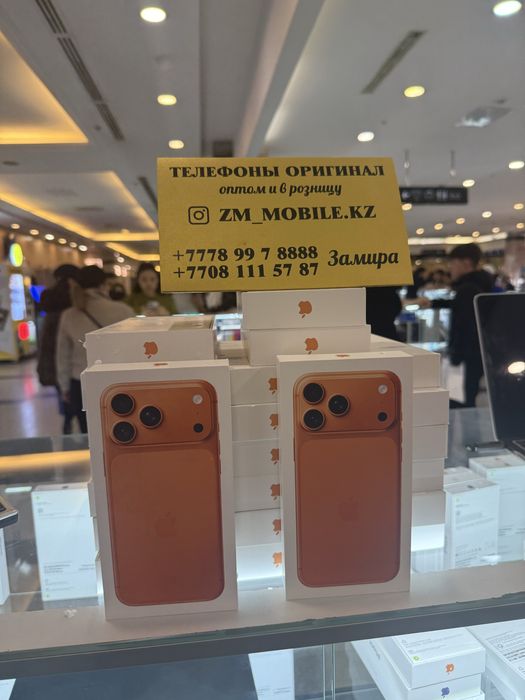 ТЕЛЕФОНЫ ОРИГИНАЛ
оптом и в розницу
ZM_MOBILE.KZ
+7778 99 7 8888
+7708 111 57 87
Замира